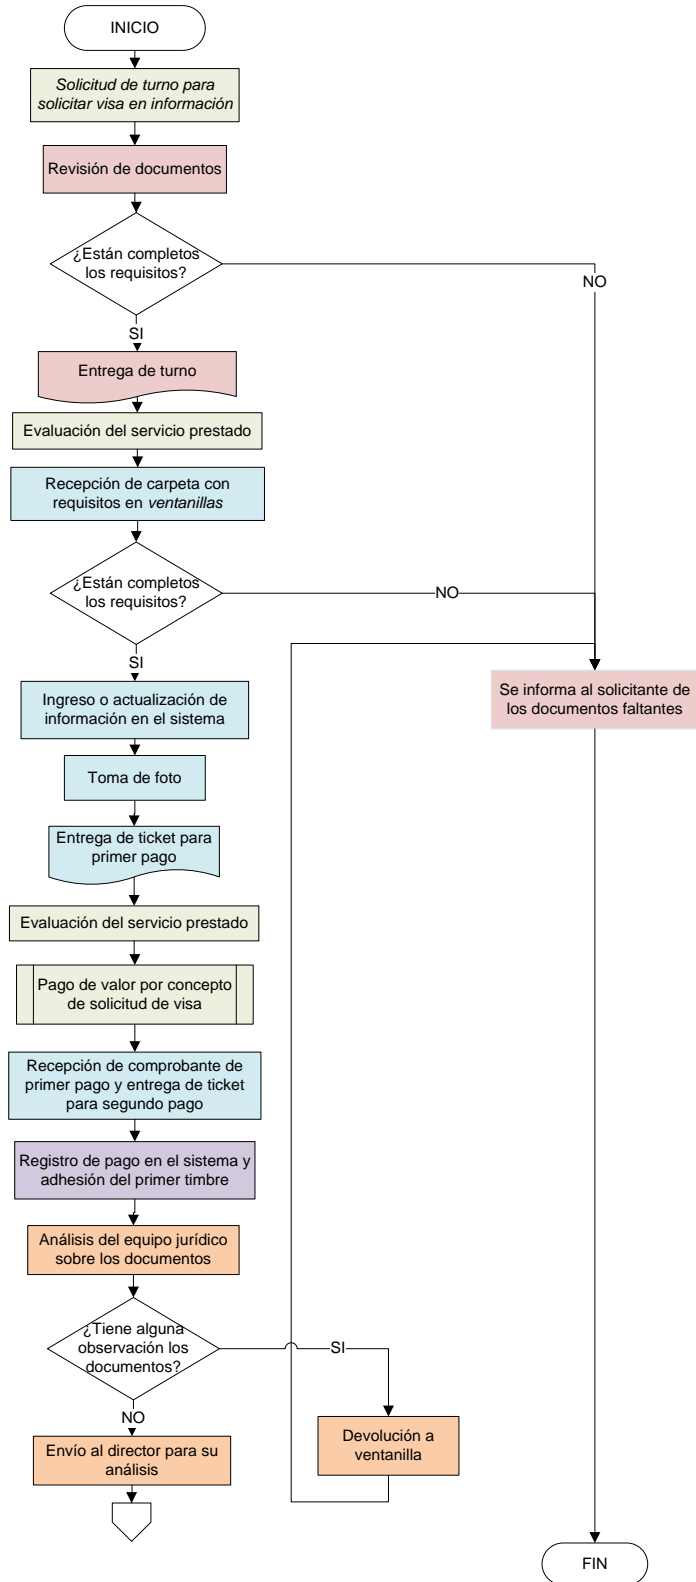 INICIO
Solicitud de turno para
solicitar visa en información
Revisión de documentos
¿Están completos
los requisitos?
NO
SI
Entrega de turno
Evaluación del servicio prestado
Recepción de carpeta con
requisitos en ventanillas
¿Están completos
los requisitos?
NO
SI
Ingreso o actualización de
información en el sistema
Se informa al solicitante de
los documentos faltantes
Toma de foto
Entrega de ticket para
primer pago
Evaluación del servicio prestado
Pago de valor por concepto
de solicitud de visa
Recepción de comprobante de
primer pago y entrega de ticket
para segundo pago
Registro de pago en el sistema y
adhesión del primer timbre
Análisis del equipo jurídico
sobre los documentos
¿Tiene alguna
observación los
documentos?
SI
NO
Envío al director para su
análisis
Devolución a
ventanilla
FIN